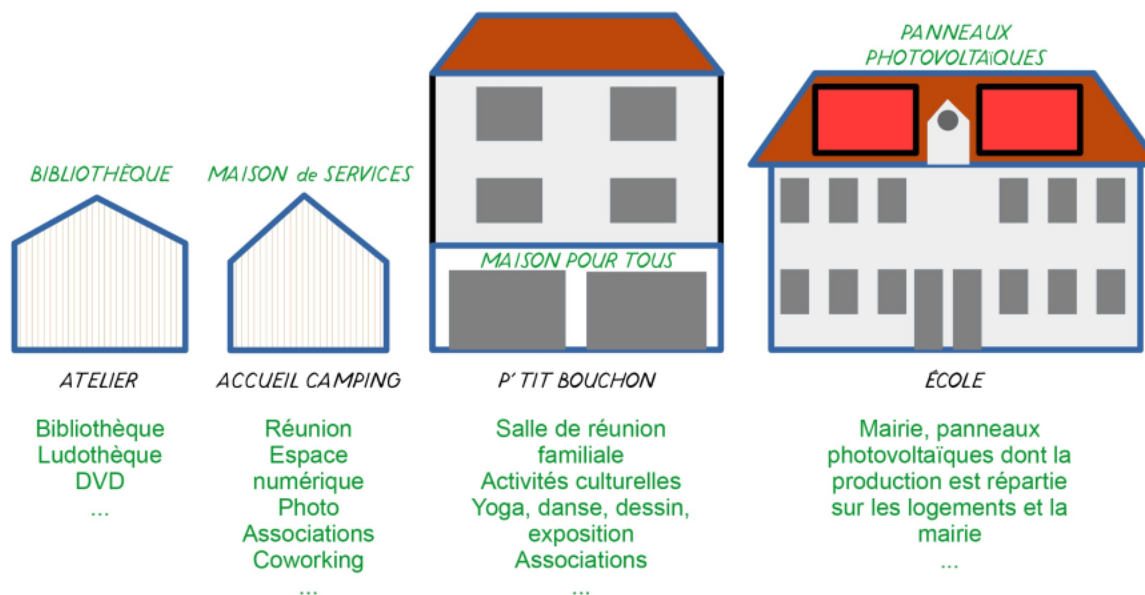 PANNEAUX
PHOTOVOLTAïQUES
BIBLIOTHÈQUE
MAISON de SERVICES
MAISON POUR TOUS
ATELIER
ACCUEIL CAMPING
P'TIT BOUCHON
ÉCOLE
Bibliothèque
Ludothèque
DVD
...
Réunion
Espace
numérique
Photo
Associations
Coworking
...
Salle de réunion
familiale
Activités culturelles
Yoga, danse, dessin,
exposition
Associations
...
Mairie, panneaux
photovoltaïques dont la
production est répartie
sur les logements et la
mairie
...